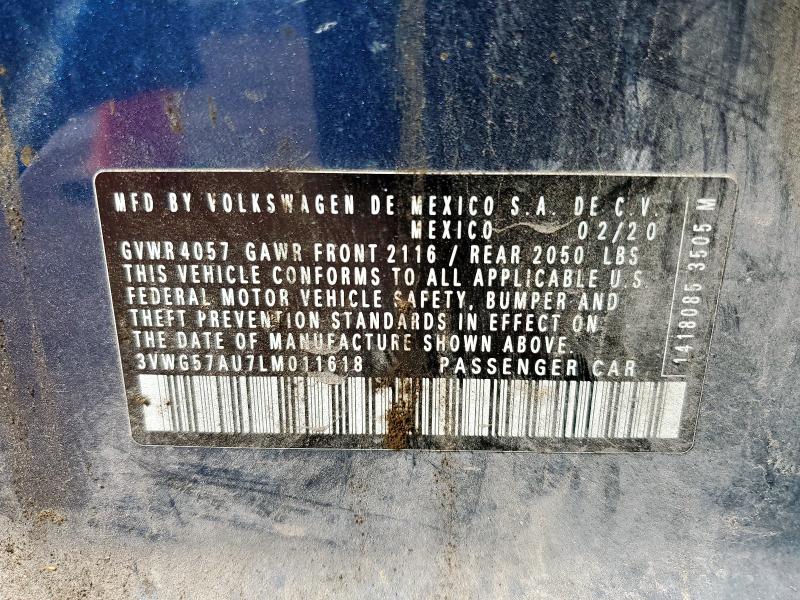 MFD BY VOLKSWAGEN DE MEXICO S.A. DE C.V.
MEXICO 02/20
GVWR 4057 GAWR FRONT 2116 / REAR 2050 LBS
THIS VEHICLE CONFORMS TO ALL APPLICABLE U.S.
FEDERAL MOTOR VEHICLE SAFETY, BUMPER AND
THEFT PREVENTION STANDARDS IN EFFECT ON
THE DATE OF MANUFACTURE SHOWN ABOVE.
3VWG57AU7LM011618 PASSENGER CAR
1418085 3505 M